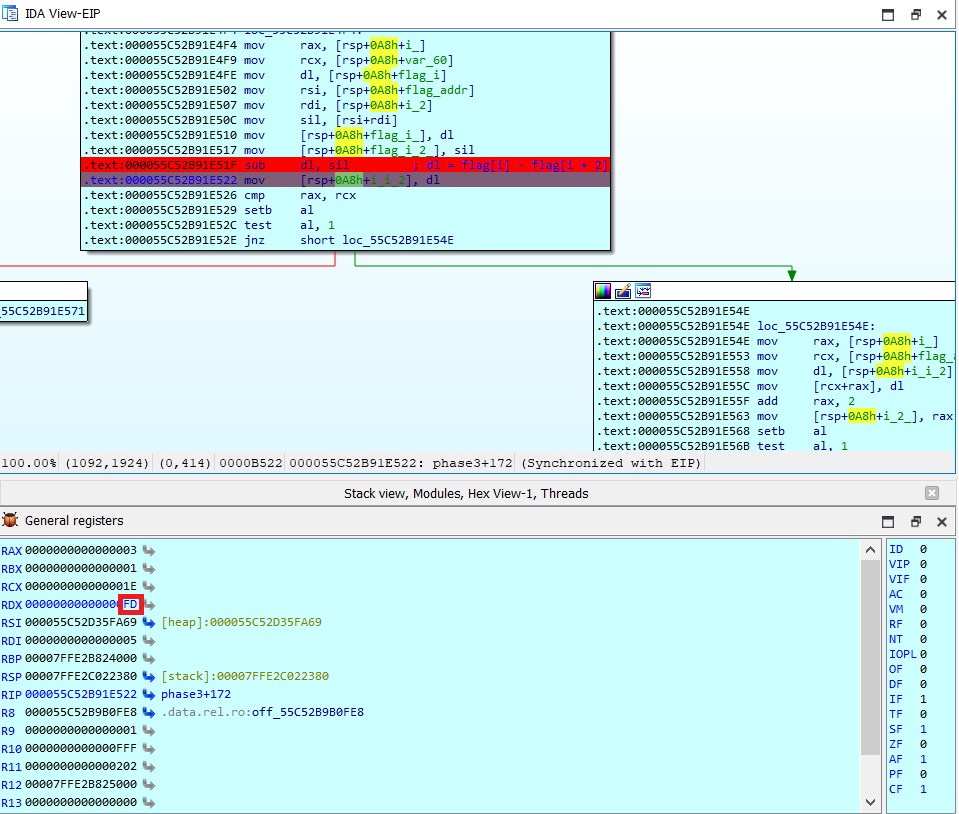 IDA View-EIP
.text:000055C52B91E4F4 mov rax, [rsp+0A8h+i_]
.text:000055C52B91E4F9 mov rcx, [rsp+0A8h+var_60]
.text:000055C52B91E4FE mov dl, [rsp+0A8h+flag_i]
.text:000055C52B91E502 mov rsi, [rsp+0A8h+flag_addr]
.text:000055C52B91E507 mov rdi, [rsp+0A8h+i_2]
.text:000055C52B91E50C mov sil, [rsi+rdi]
.text:000055C52B91E510 mov [rsp+0A8h+flag_i_], dl
.text:000055C52B91E517 mov [rsp+0A8h+flag_i_2_], sil
.text:000055C52B91E51F sub dl, sil ; dl = flag[i] - flag[i + 2]
.text:000055C52B91E522 mov [rsp+0A8h+i_i_2], dl
.text:000055C52B91E526 cmp rax, rcx
.text:000055C52B91E529 setb al
.text:000055C52B91E52C test al, 1
.text:000055C52B91E52E jnz short loc_55C52B91E54E
_55C52B91E571
.text:000055C52B91E54E
.text:000055C52B91E54E loc_55C52B91E54E:
.text:000055C52B91E54E mov rax, [rsp+0A8h+i_]
.text:000055C52B91E553 mov rcx, [rsp+0A8h+flag_
.text:000055C52B91E558 mov dl, [rsp+0A8h+i_i_2]
.text:000055C52B91E55C mov [rcx+rax], dl
.text:000055C52B91E55F add rax, 2
.text:000055C52B91E563 mov [rsp+0A8h+i_2_], rax
.text:000055C52B91E568 setb al
.text:000055C52B91E56B test al, 1
100.00% (1092,1924) (0,414) 0000B522 000055C52B91E522: phase3+172 (Synchronized with EIP)
Stack view, Modules, Hex View-1, Threads
General registers
RAX 0000000000000003
RBX 0000000000000001
RCX 000000000000001E
RDX 00000000000000FD
RSI 000055C52D35FA69 [heap]:000055C52D35FA69
RDI 0000000000000005
RBP 00007FFE2B824000
RSP 00007FFE2C022380 [stack]:00007FFE2C022380
RIP 000055C52B91E522 phase3+172
R8 000055C52B9B0FE8 .data.rel.ro:off_55C52B9B0FE8
R9 0000000000000001
R10 0000000000000FFF
R11 0000000000000202
R12 00007FFE2B825000
R13 0000000000000000
ID 0
VIP 0
VIF 0
AC 0
VM 0
RF 0
NT 0
IOPL 0
OF 0
DF 0
IF 1
TF 0
SF 1
ZF 0
AF 1
PF 0
CF 1